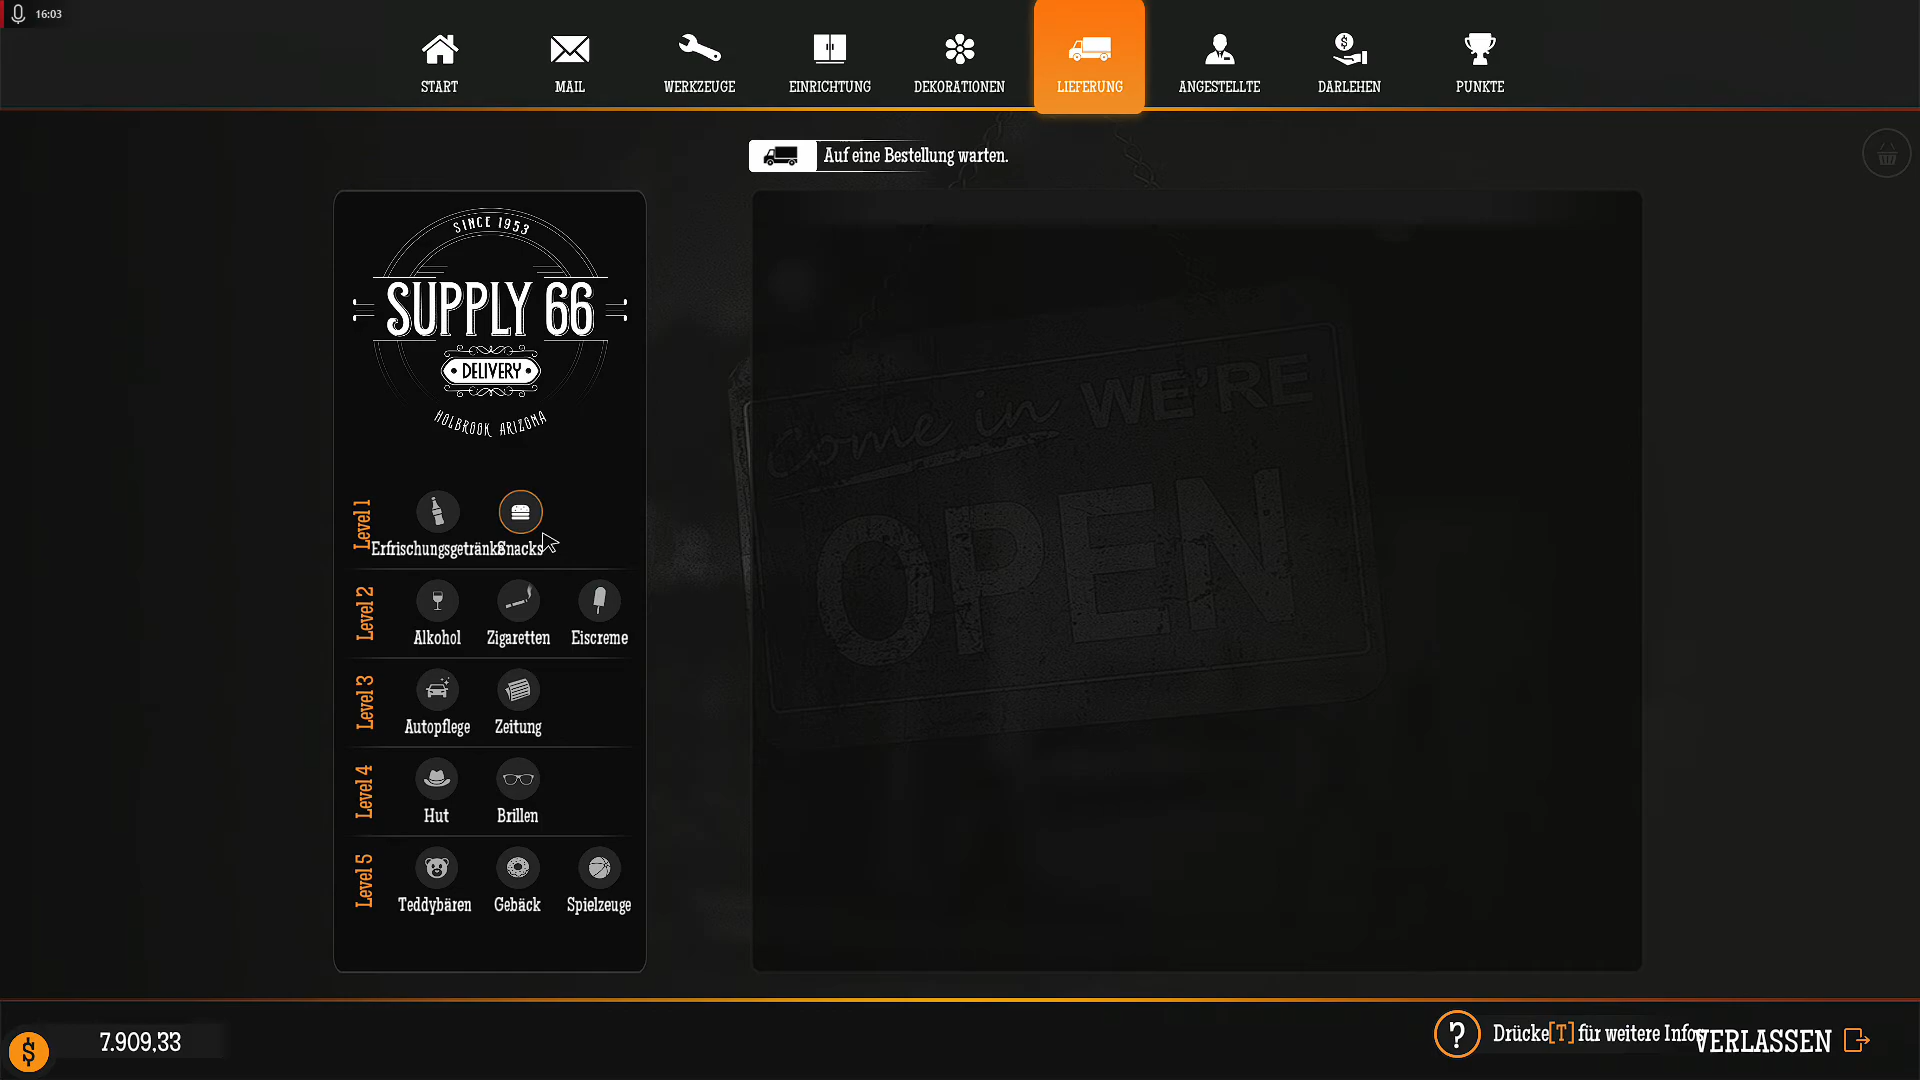 16:03
START
MAIL
WERKZEUGE
EINRICHTUNG
DEKORATIONEN
LIEFERUNG
ANGESTELLTE
DARLEHEN
PUNKTE
Auf eine Bestellung warten.
SINCE 1953
SUPPLY 66
DELIVERY
HOLBROOK, ARIZONA
Come in WE'RE
OPEN
Level 1
Erfrischungsgetränke
Snacks
Level 2
Alkohol
Zigaretten
Eiscreme
Level 3
Autopflege
Zeitung
Level 4
Hut
Brillen
Level 5
Teddybären
Gebäck
Spielzeuge
$ 7.909,33
? Drücke[T] für weitere Infos
VERLASSEN